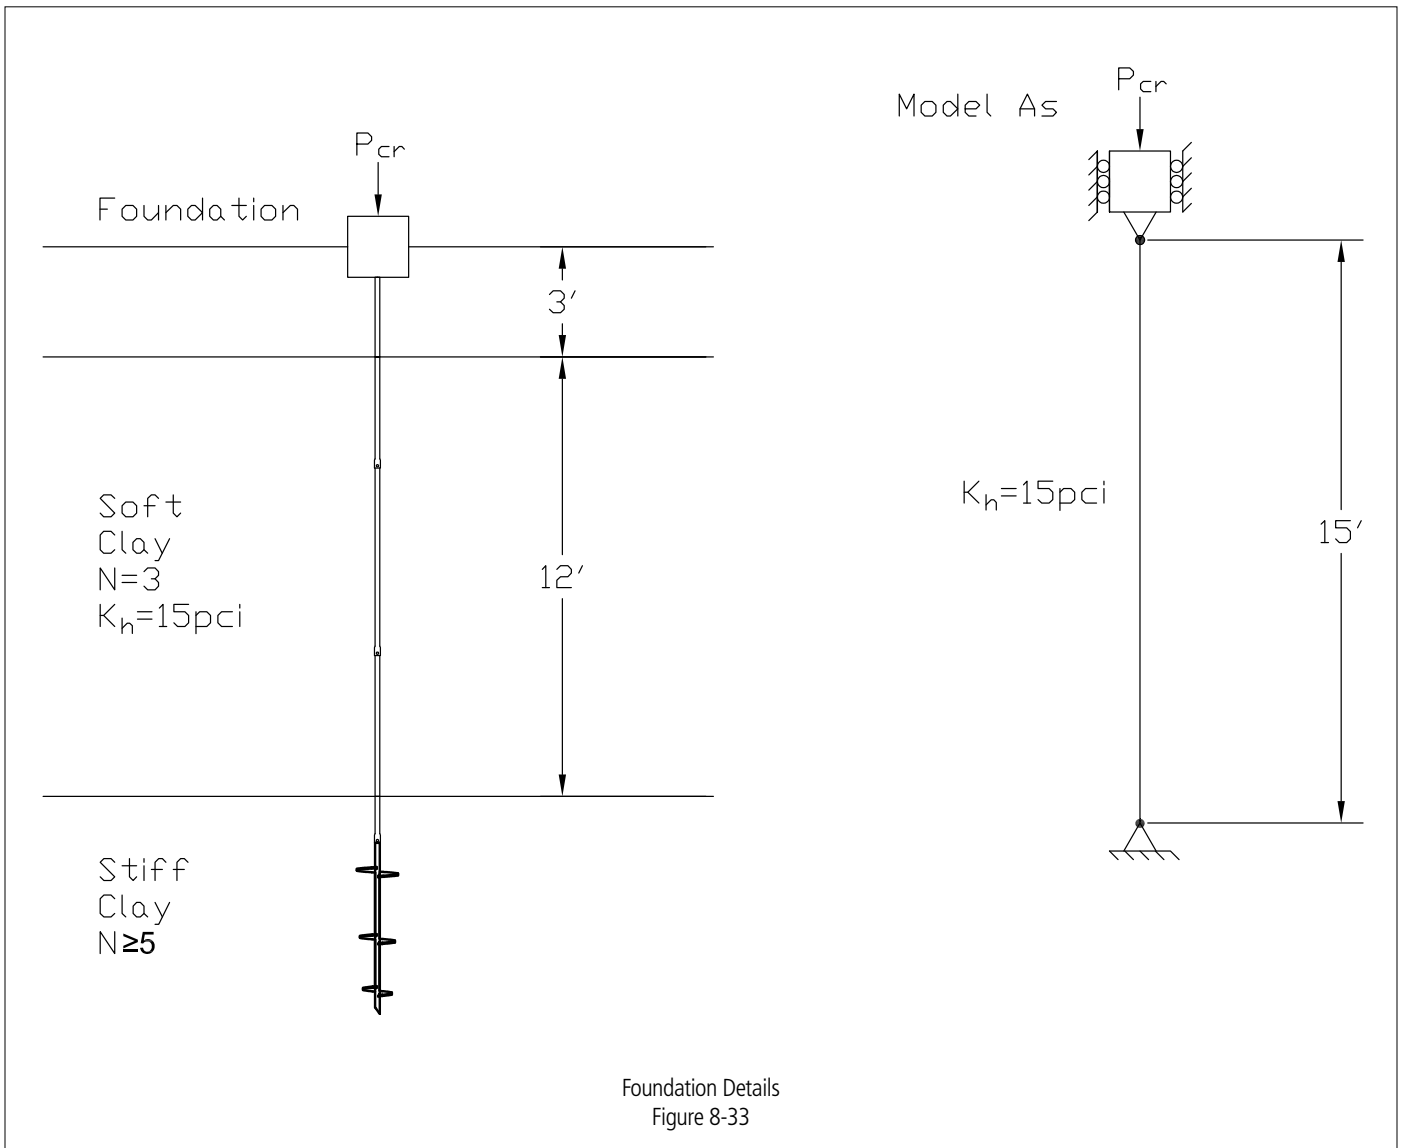 Pcr
Foundation
3′
Soft
Clay
N=3
Kh=15pci
12′
Stiff
Clay
N≥5
Model As
Pcr
Kh=15pci
15′
Foundation Details
Figure 8-33